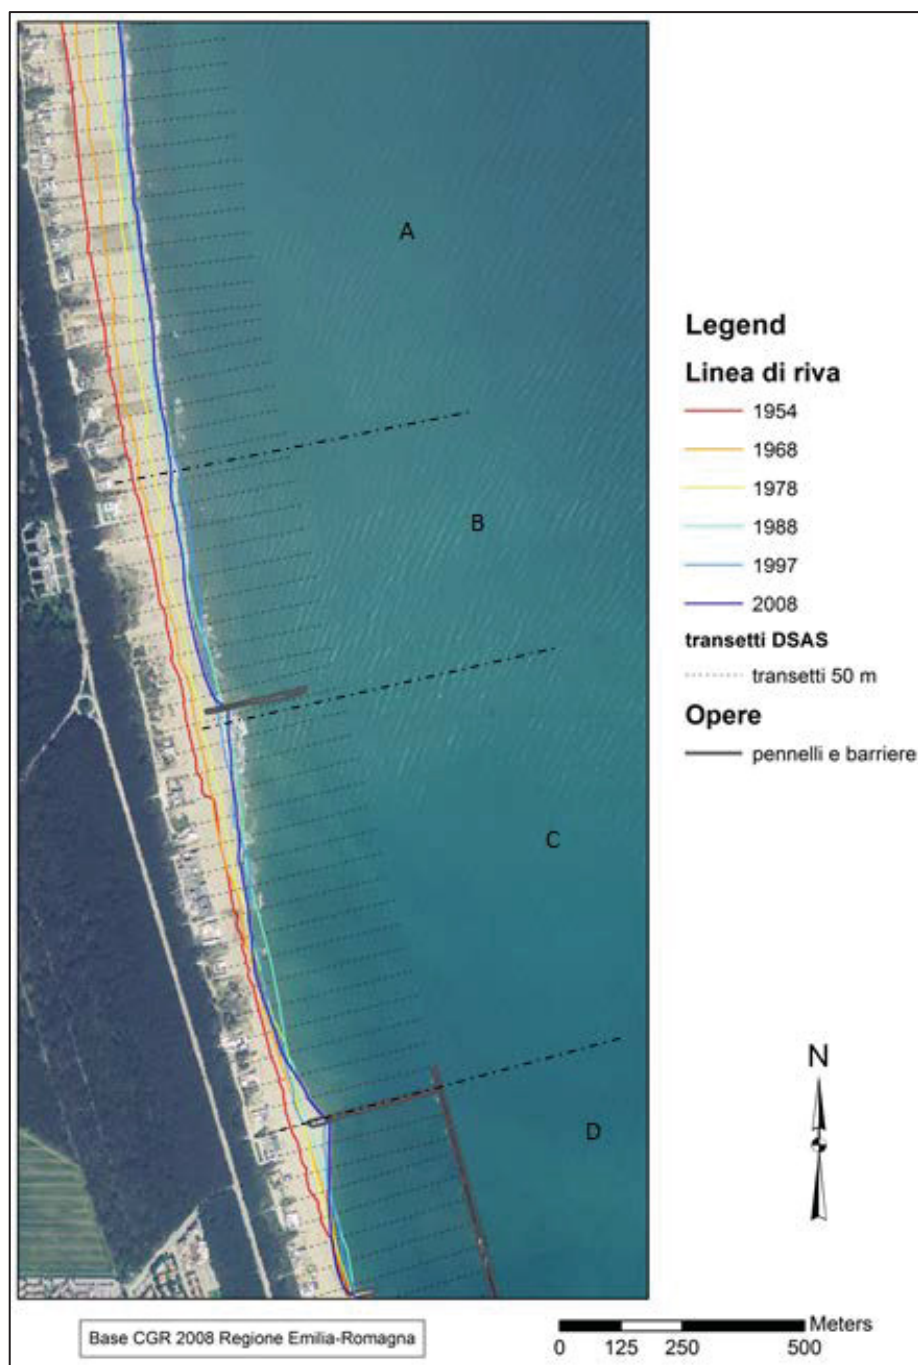 A
B
C
D
Legend
Linea di riva
1954
1968
1978
1988
1997
2008
transetti DSAS
transetti 50 m
Opere
pennelli e barriere
N
Base CGR 2008 Regione Emilia-Romagna
Meters
0 125 250 500